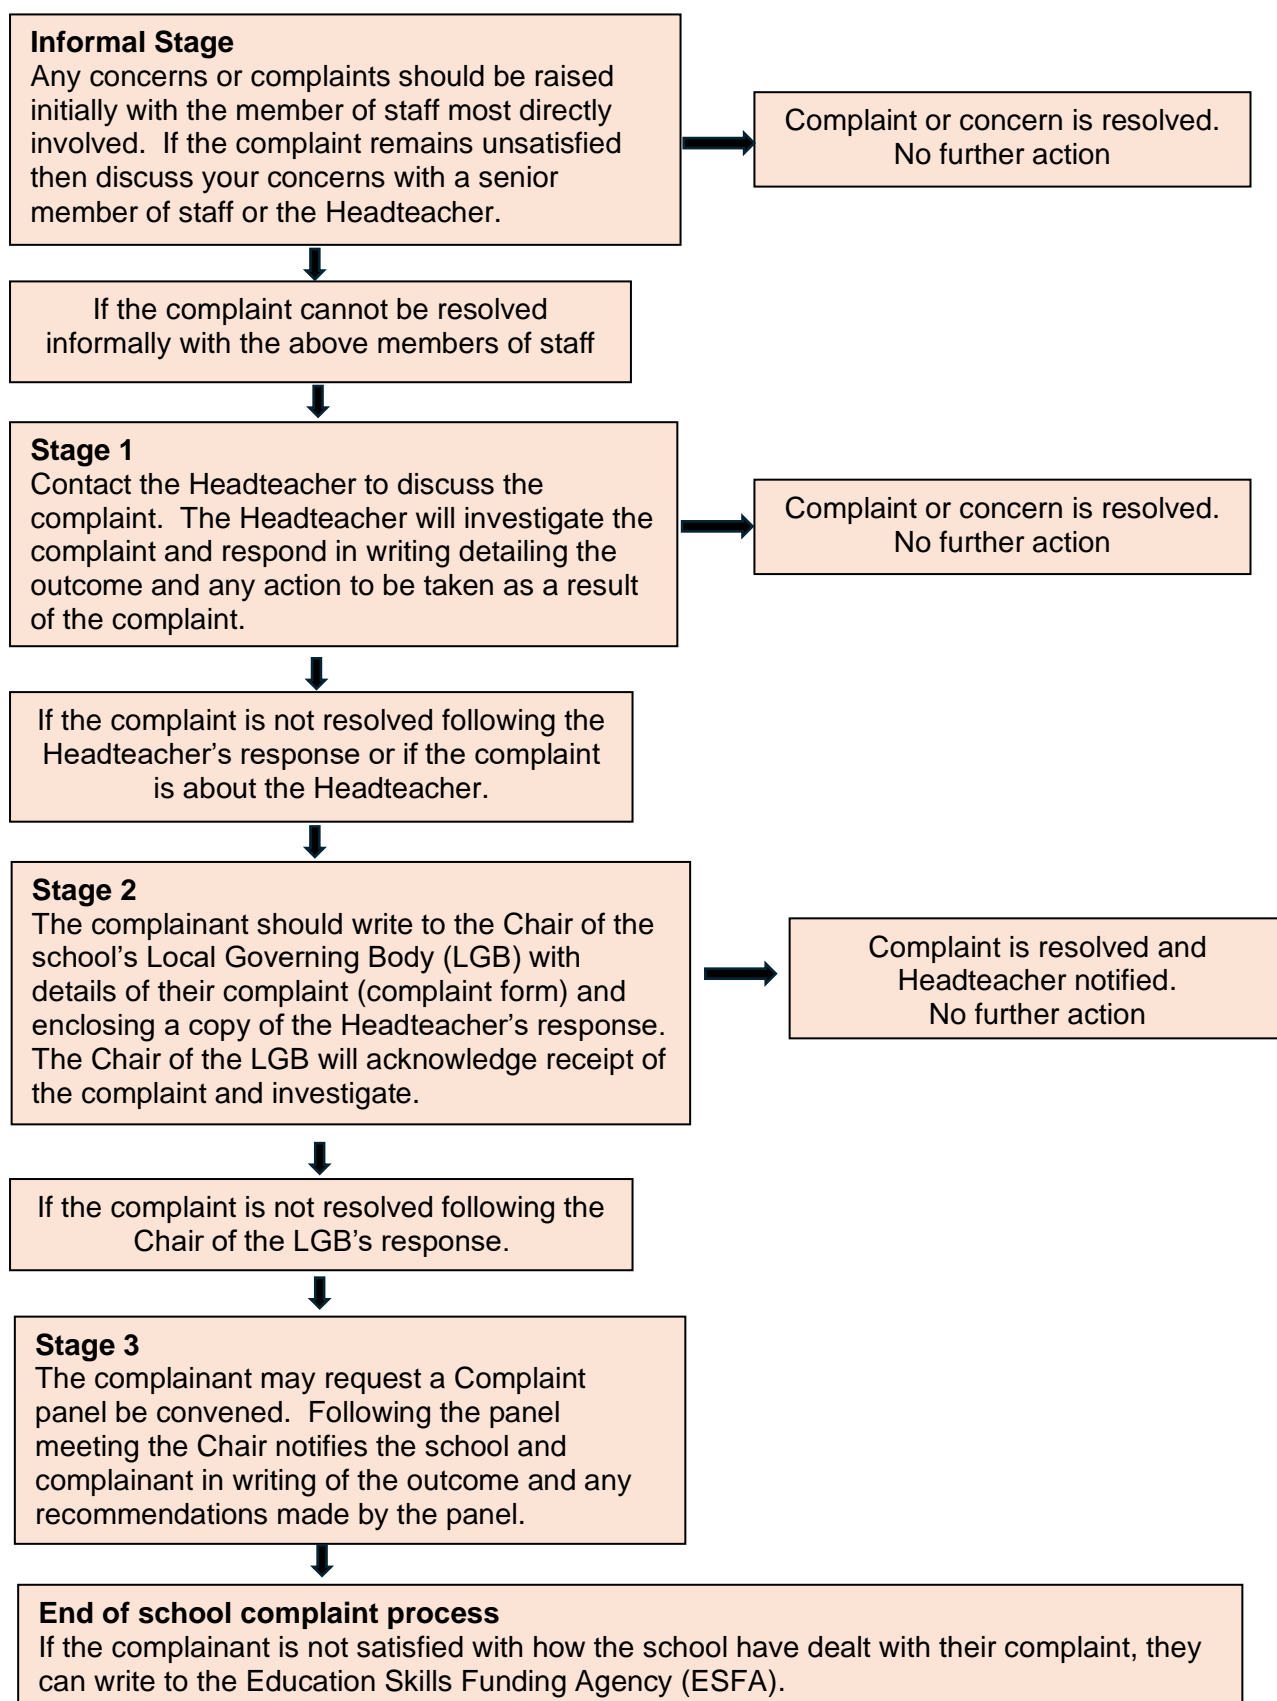 Informal Stage
Any concerns or complaints should be raised
initially with the member of staff most directly
involved.  If the complaint remains unsatisfied
then discuss your concerns with a senior
member of staff or the Headteacher.
Complaint or concern is resolved.
No further action
If the complaint cannot be resolved
informally with the above members of staff
Stage 1
Contact the Headteacher to discuss the
complaint.  The Headteacher will investigate the
complaint and respond in writing detailing the
outcome and any action to be taken as a result
of the complaint.
Complaint or concern is resolved.
No further action
If the complaint is not resolved following the
Headteacher’s response or if the complaint
is about the Headteacher.
Stage 2
The complainant should write to the Chair of the
school’s Local Governing Body (LGB) with
details of their complaint (complaint form) and
enclosing a copy of the Headteacher’s response.
The Chair of the LGB will acknowledge receipt of
the complaint and investigate.
Complaint is resolved and
Headteacher notified.
No further action
If the complaint is not resolved following the
Chair of the LGB’s response.
Stage 3
The complainant may request a Complaint
panel be convened.  Following the panel
meeting the Chair notifies the school and
complainant in writing of the outcome and any
recommendations made by the panel.
End of school complaint process
If the complainant is not satisfied with how the school have dealt with their complaint, they
can write to the Education Skills Funding Agency (ESFA).